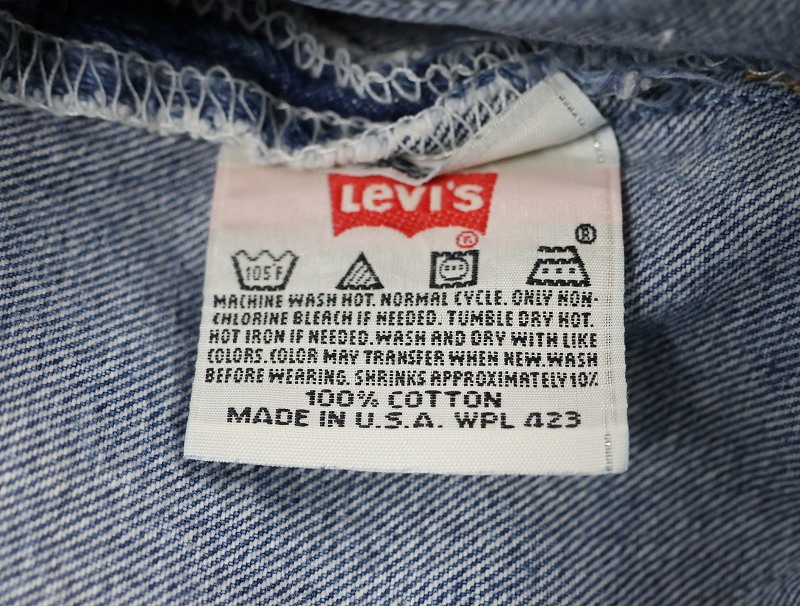 Levi's
®
®
105°F
MACHINE WASH HOT. NORMAL CYCLE. ONLY NON-
CHLORINE BLEACH IF NEEDED. TUMBLE DRY HOT.
HOT IRON IF NEEDED. WASH AND DRY WITH LIKE
COLORS. COLOR MAY TRANSFER WHEN NEW. WASH
BEFORE WEARING. SHRINKS APPROXIMATELY 10%
100% COTTON
MADE IN U.S.A. WPL 423